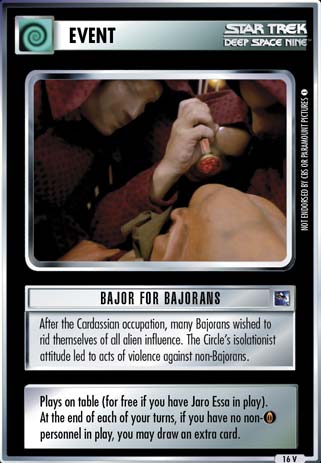 EVENT
STAR TREK
DEEP SPACE NINE
NOT ENDORSED BY CBS OR PARAMOUNT PICTURES
BAJOR FOR BAJORANS
After the Cardassian occupation, many Bajorans wished to
rid themselves of all alien influence. The Circle's isolationist
attitude led to acts of violence against non-Bajorans.
Plays on table (for free if you have Jaro Essa in play).
At the end of each of your turns, if you have no non-
personnel in play, you may draw an extra card.
16 V